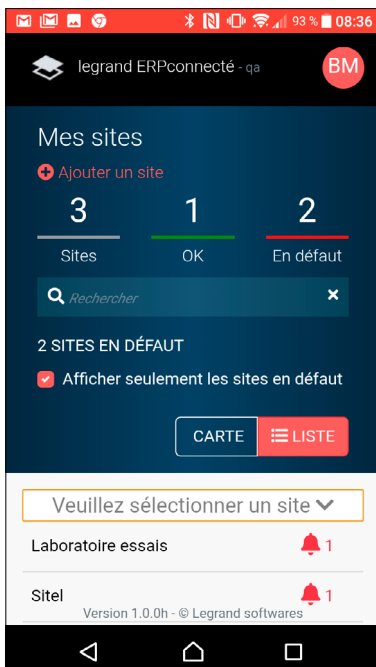 93 % 08:36
legrand ERPconnecté - qa BM
Mes sites
Ajouter un site
3 1 2
Sites OK En défaut
Rechercher
2 SITES EN DÉFAUT
Afficher seulement les sites en défaut
CARTE LISTE
Veuillez sélectionner un site
Laboratoire essais 1
Sitel 1
Version 1.0.0h - © Legrand softwares